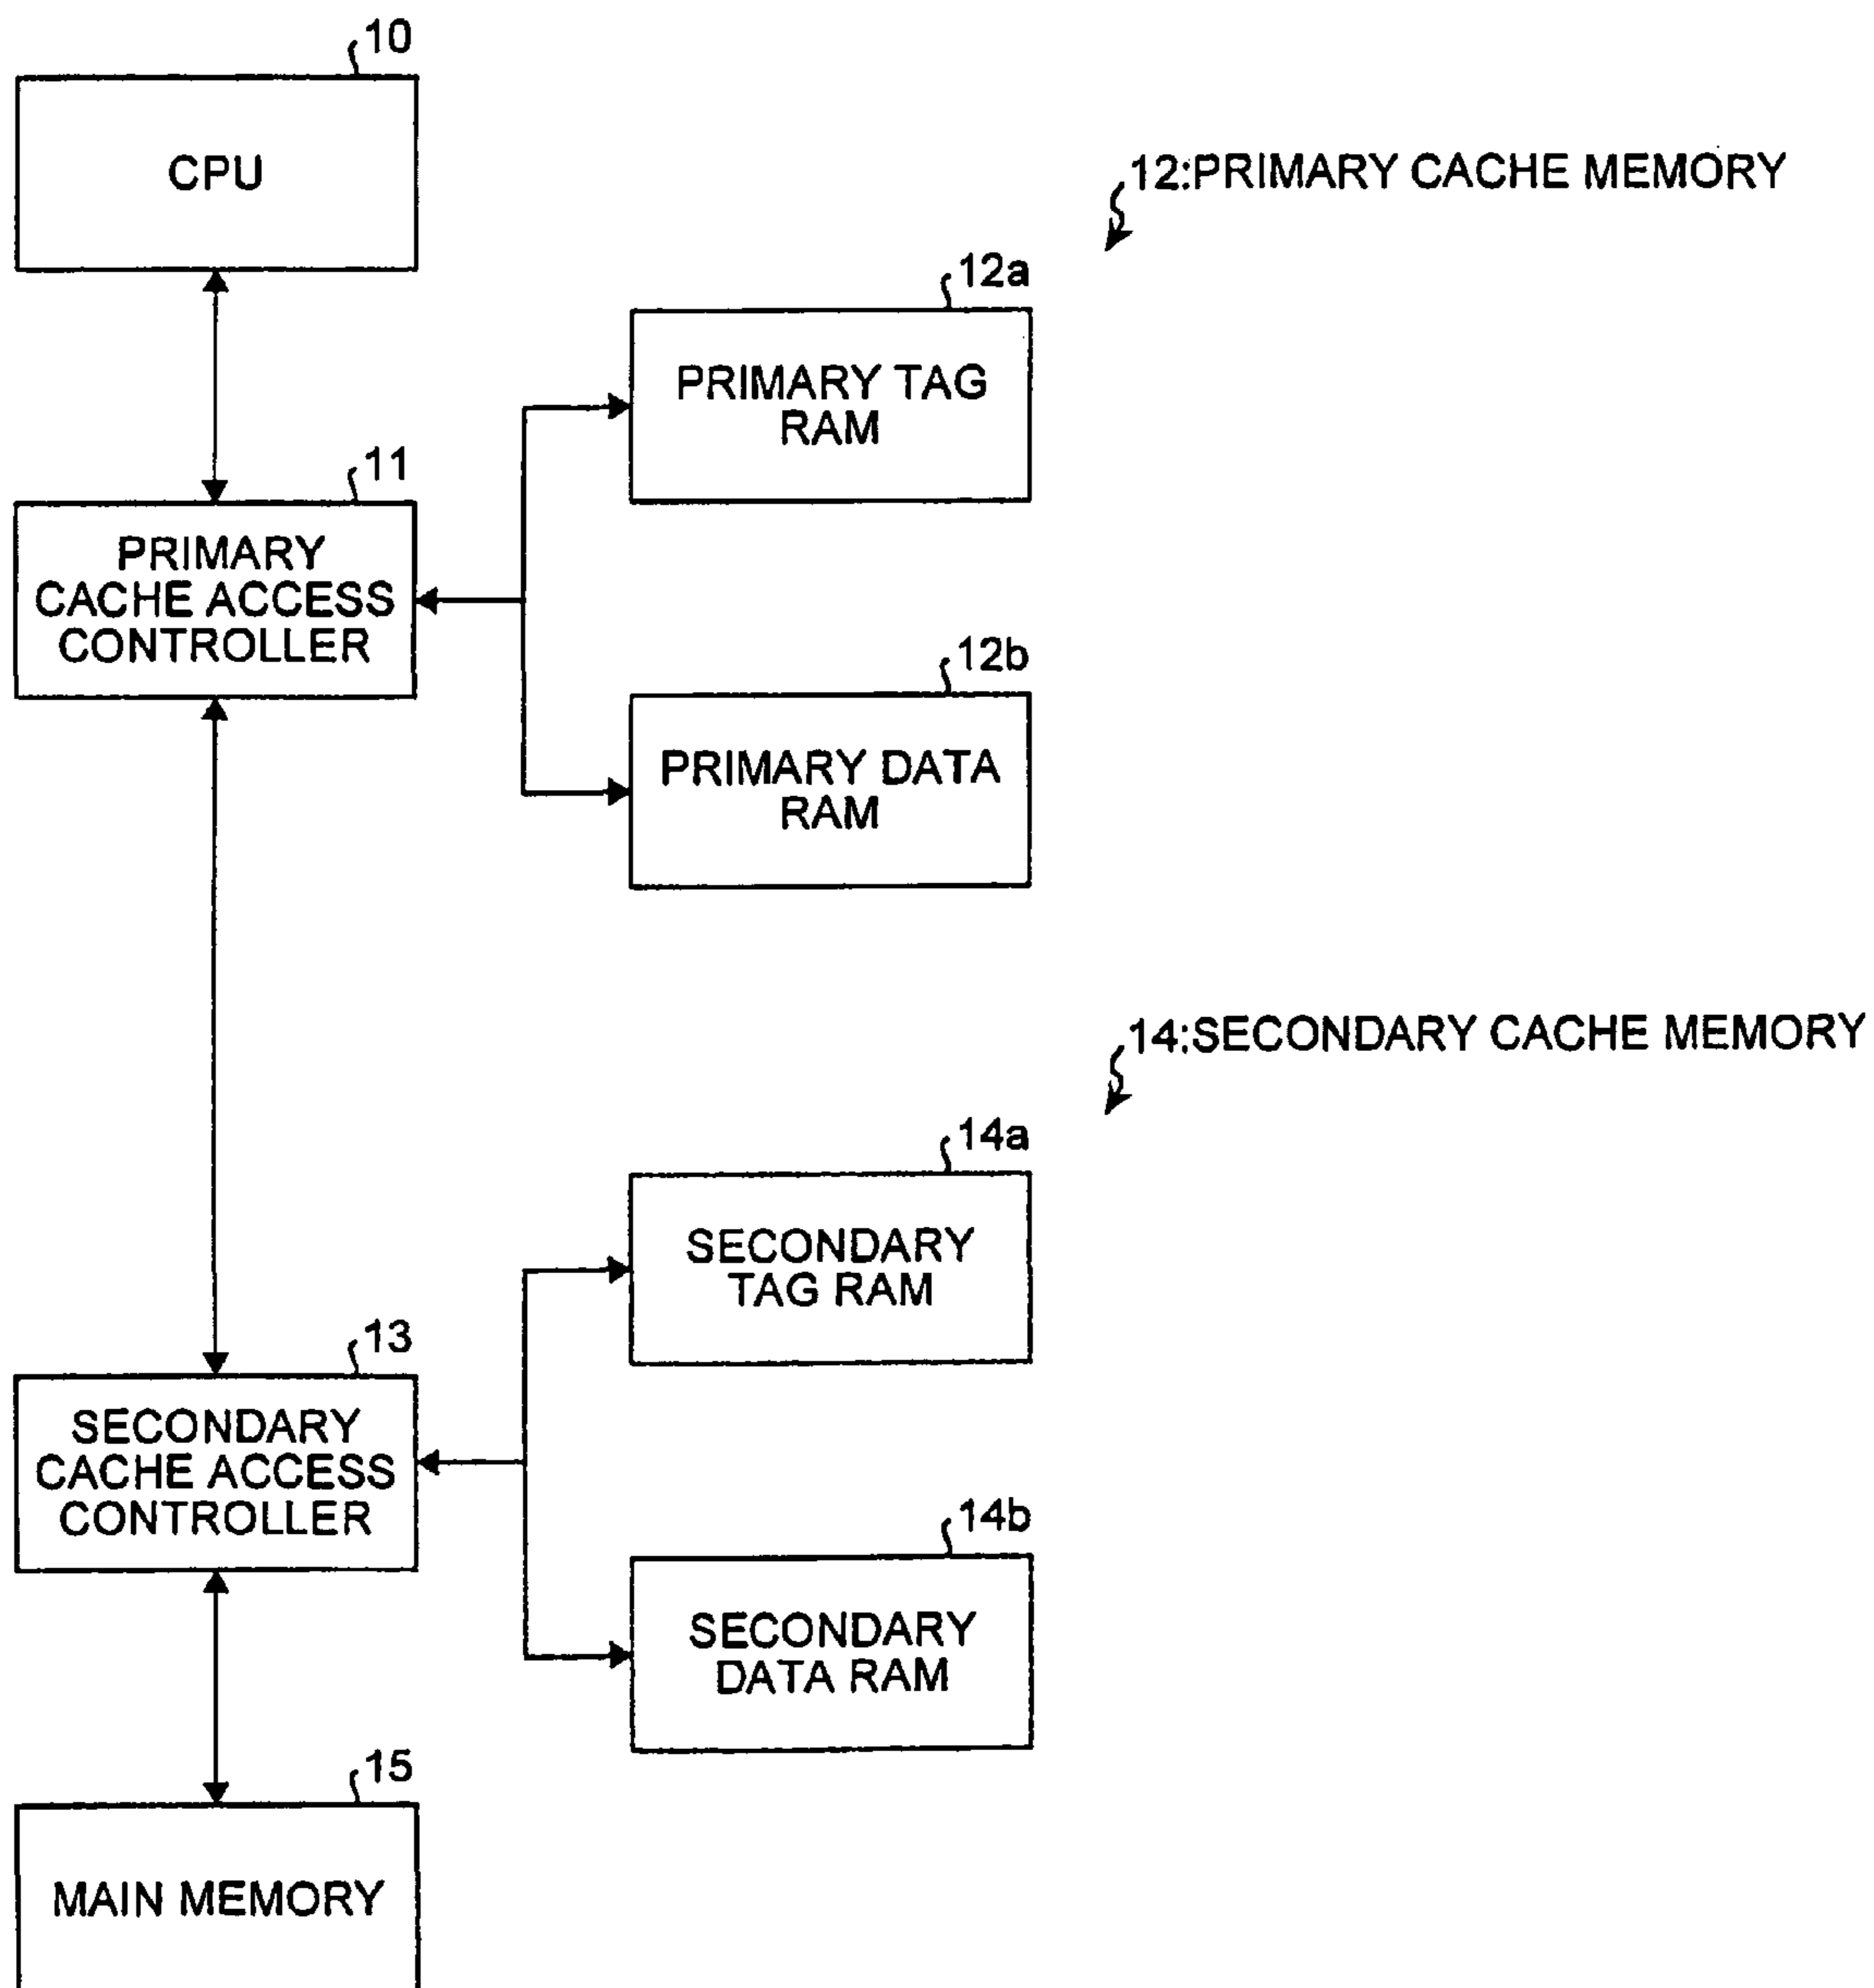 10
CPU
12:PRIMARY CACHE MEMORY
12a
PRIMARY TAG
RAM
11
PRIMARY
CACHE ACCESS
CONTROLLER
12b
PRIMARY DATA
RAM
14:SECONDARY CACHE MEMORY
14a
SECONDARY
TAG RAM
13
SECONDARY
CACHE ACCESS
CONTROLLER
14b
SECONDARY
DATA RAM
15
MAIN MEMORY